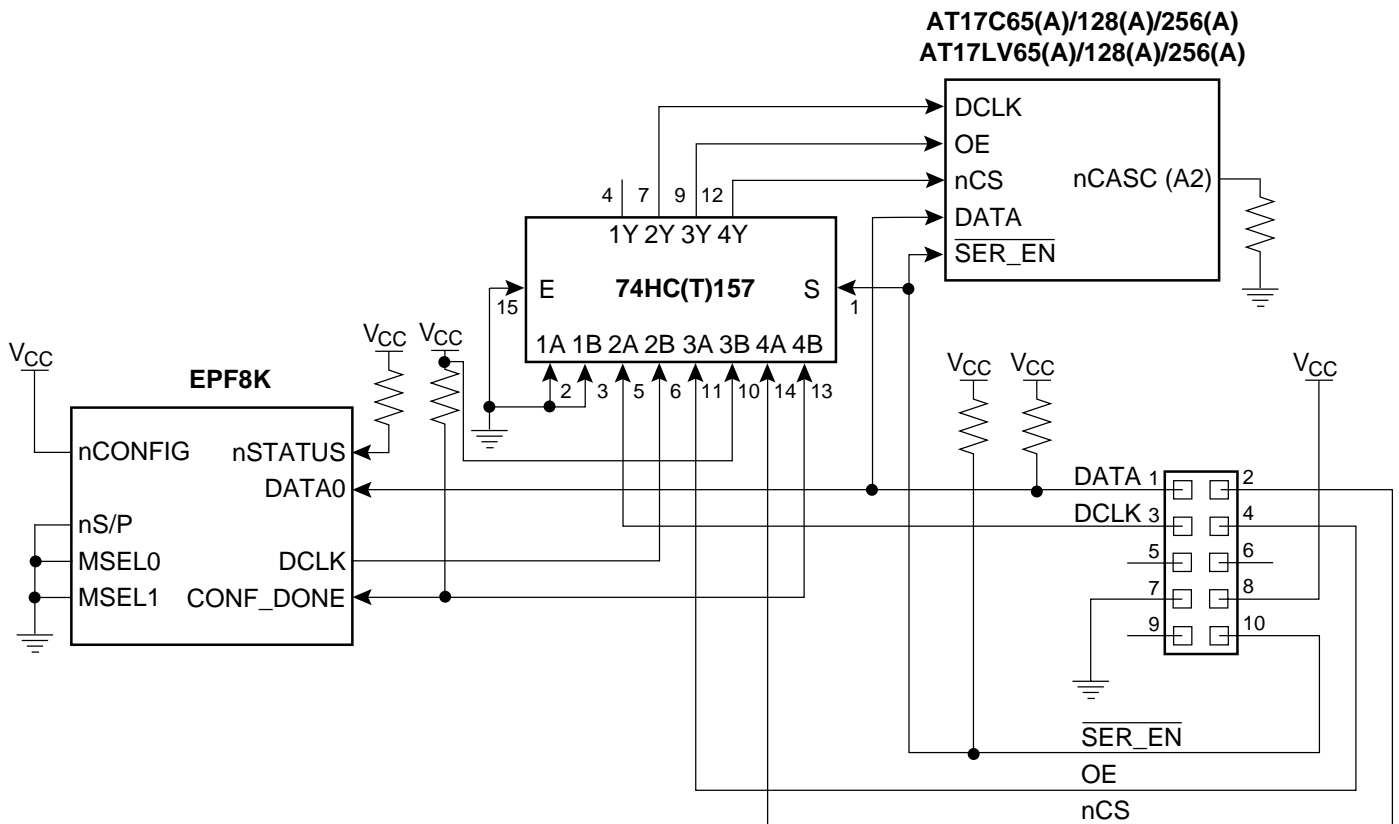 AT17C65(A)/128(A)/256(A)
AT17LV65(A)/128(A)/256(A)
DCLK
OE
nCS
DATA
SER_EN
nCASC (A2)
4 7 9 12
1Y 2Y 3Y 4Y
E 74HC(T)157 S
15 1
1A 1B 2A 2B 3A 3B 4A 4B
2 3 5 6 11 10 14 13
VCC
VCC
VCC
EPF8K
nCONFIG
nSTATUS
DATA0
nS/P
MSEL0
DCLK
MSEL1
CONF_DONE
VCC
VCC
VCC
DATA 1 2
DCLK 3 4
5 6
7 8
9 10
SER_EN
OE
nCS